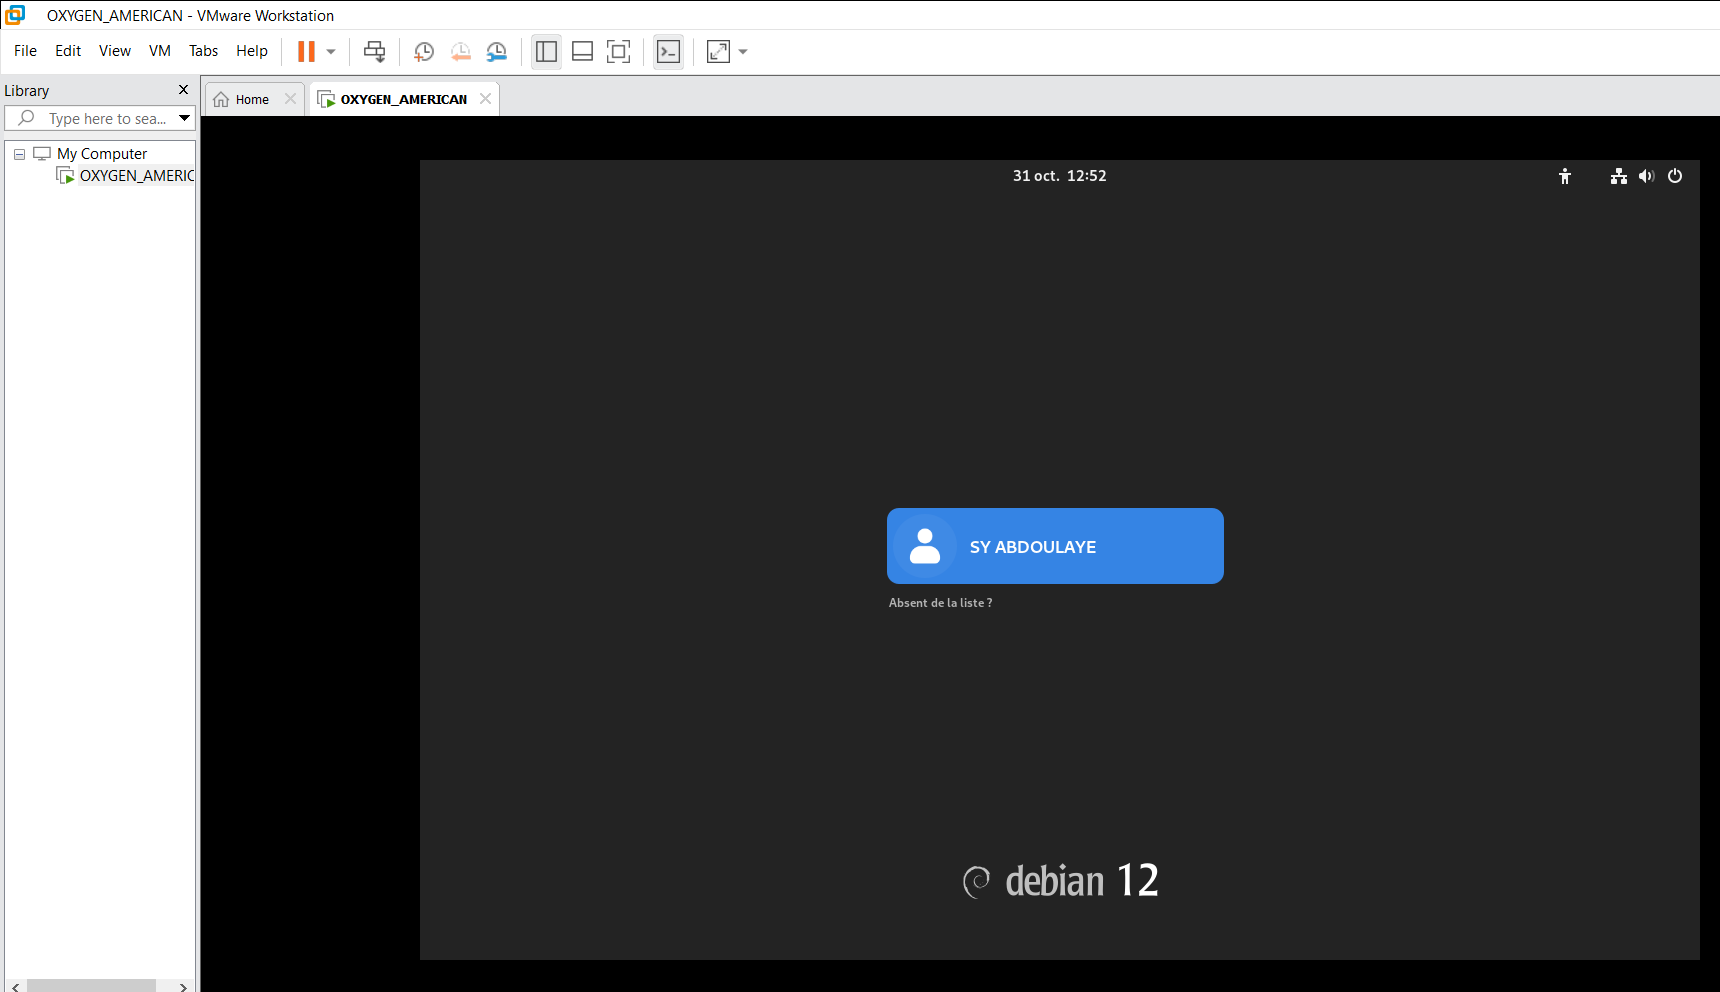 OXYGEN_AMERICAN - VMware Workstation
File Edit View VM Tabs Help
Library
Type here to sea...
My Computer
OXYGEN_AMERIC
Home
OXYGEN_AMERICAN
31 oct. 12:52
SY ABDOULAYE
Absent de la liste ?
debian 12